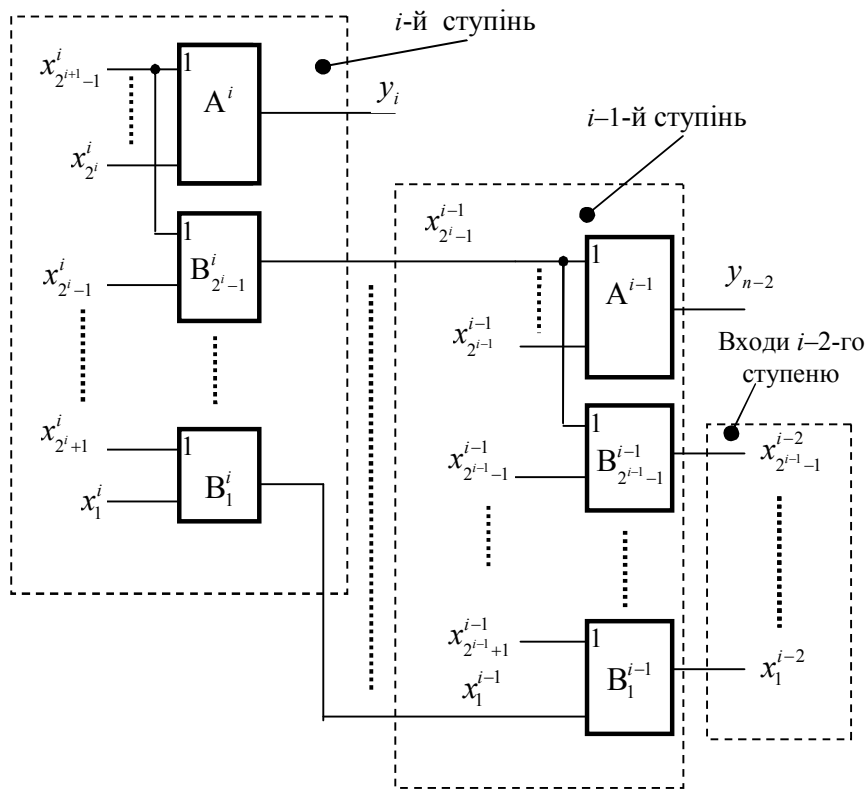 i-й ступінь
x^i_{2^{i+1}-1}
1
A^i
y_i
x^i_{2^i}
i–1-й ступінь
1
B^i_{2^i-1}
x^i_{2^i-1}
x^{i-1}_{2^i-1}
1
A^{i-1}
y_{n-2}
x^{i-1}_{2^{i-1}}
Входи i–2-го
ступеню
x^i_{2^i+1}
1
B^i_1
x^i_1
1
B^{i-1}_{2^{i-1}-1}
x^{i-1}_{2^{i-1}-1}
x^{i-2}_{2^{i-1}-1}
x^{i-1}_{2^{i-1}+1}
1
B^{i-1}_1
x^{i-1}_1
x^{i-2}_1